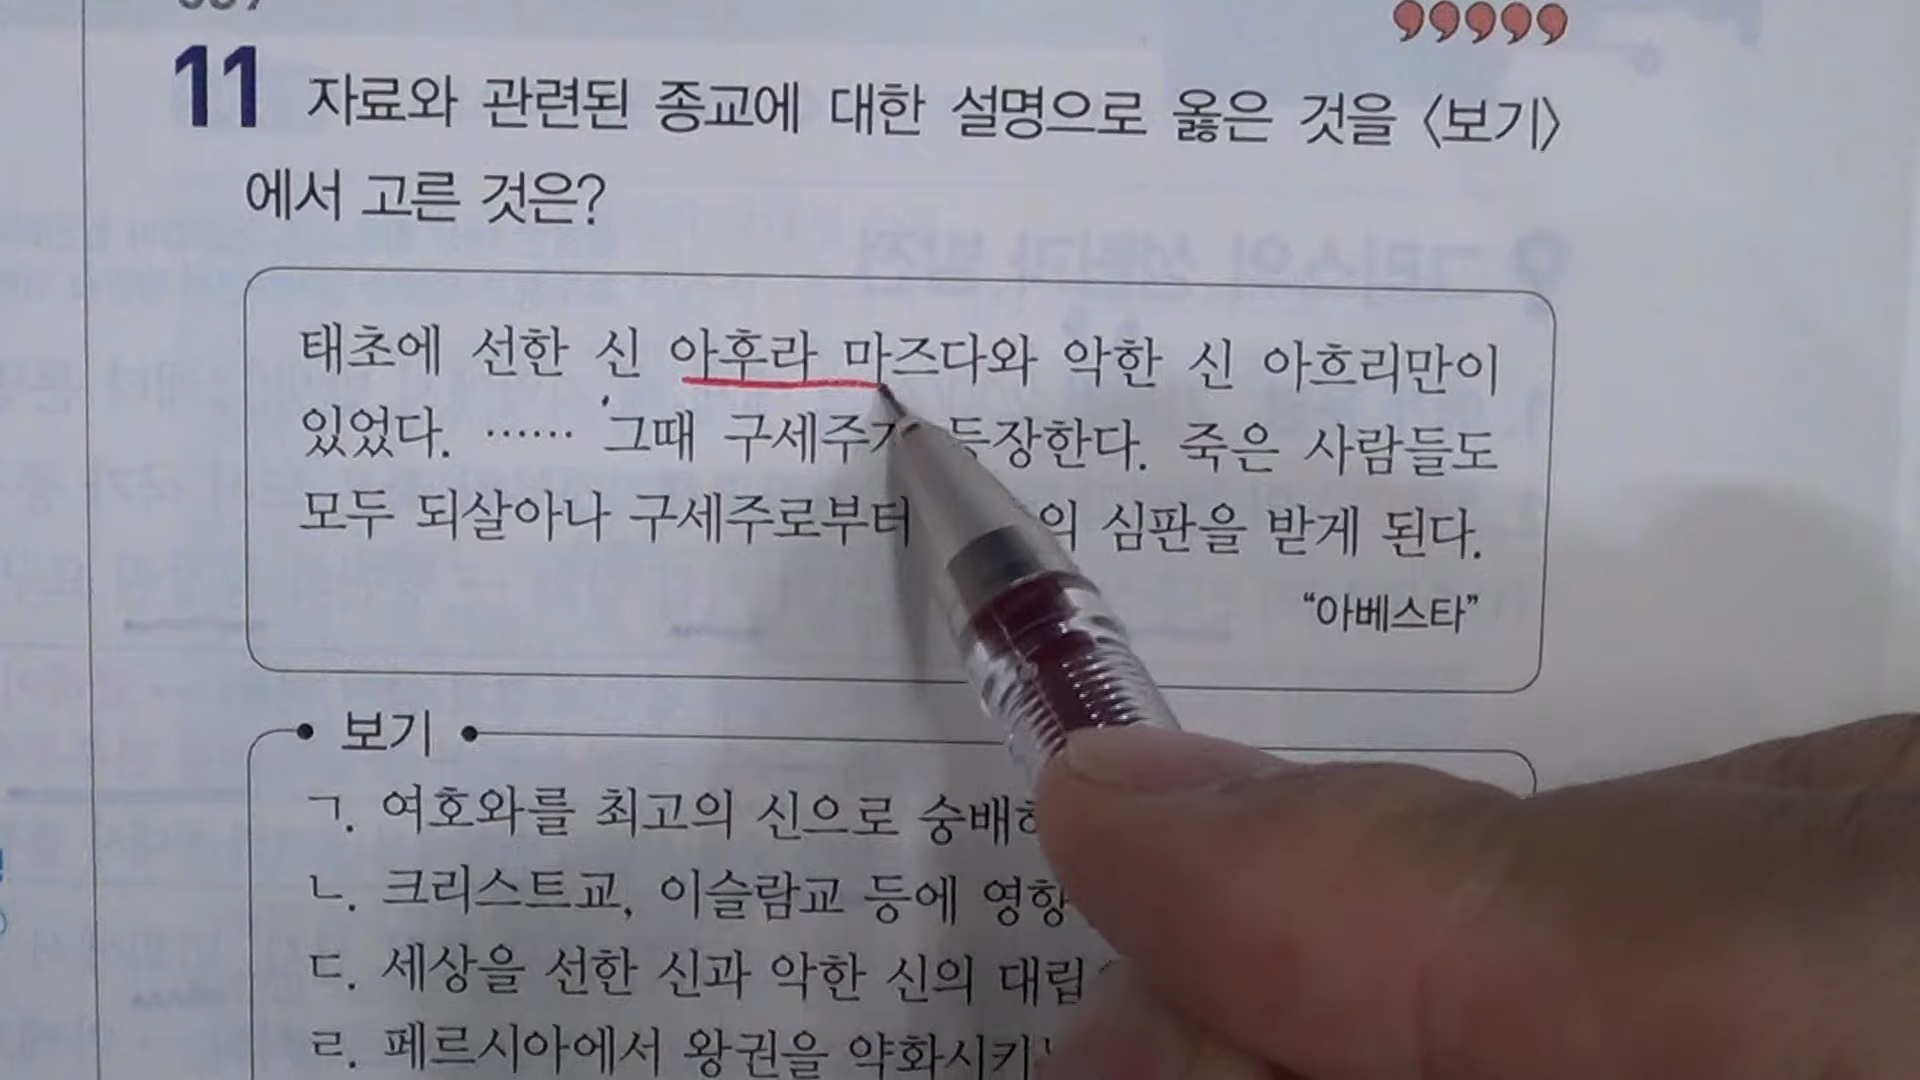 11 자료와 관련된 종교에 대한 설명으로 옳은 것을 〈보기〉
에서 고른 것은?
태초에 선한 신 아후라 마즈다와 악한 신 아흐리만이
있었다. …… 그때 구세주가 등장한다. 죽은 사람들도
모두 되살아나 구세주로부터 의 심판을 받게 된다.
“아베스타”
보기
ㄱ. 여호와를 최고의 신으로 숭배하
ㄴ. 크리스트교, 이슬람교 등에 영향
ㄷ. 세상을 선한 신과 악한 신의 대립
ㄹ. 페르시아에서 왕권을 약화시키